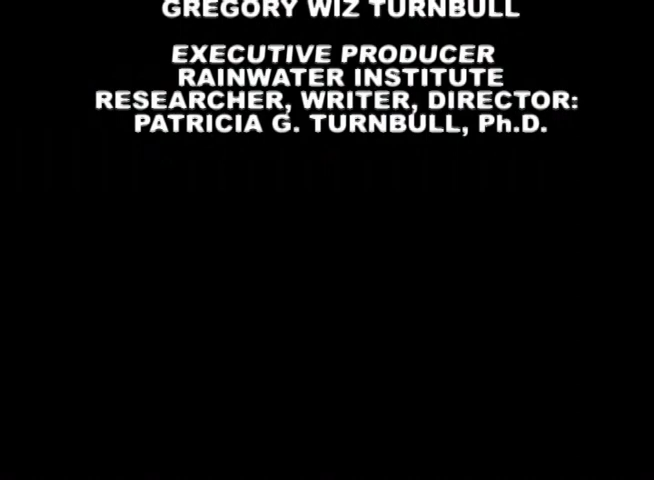 GREGORY WIZ TURNBULL
EXECUTIVE PRODUCER
RAINWATER INSTITUTE
RESEARCHER, WRITER, DIRECTOR:
PATRICIA G. TURNBULL, Ph.D.